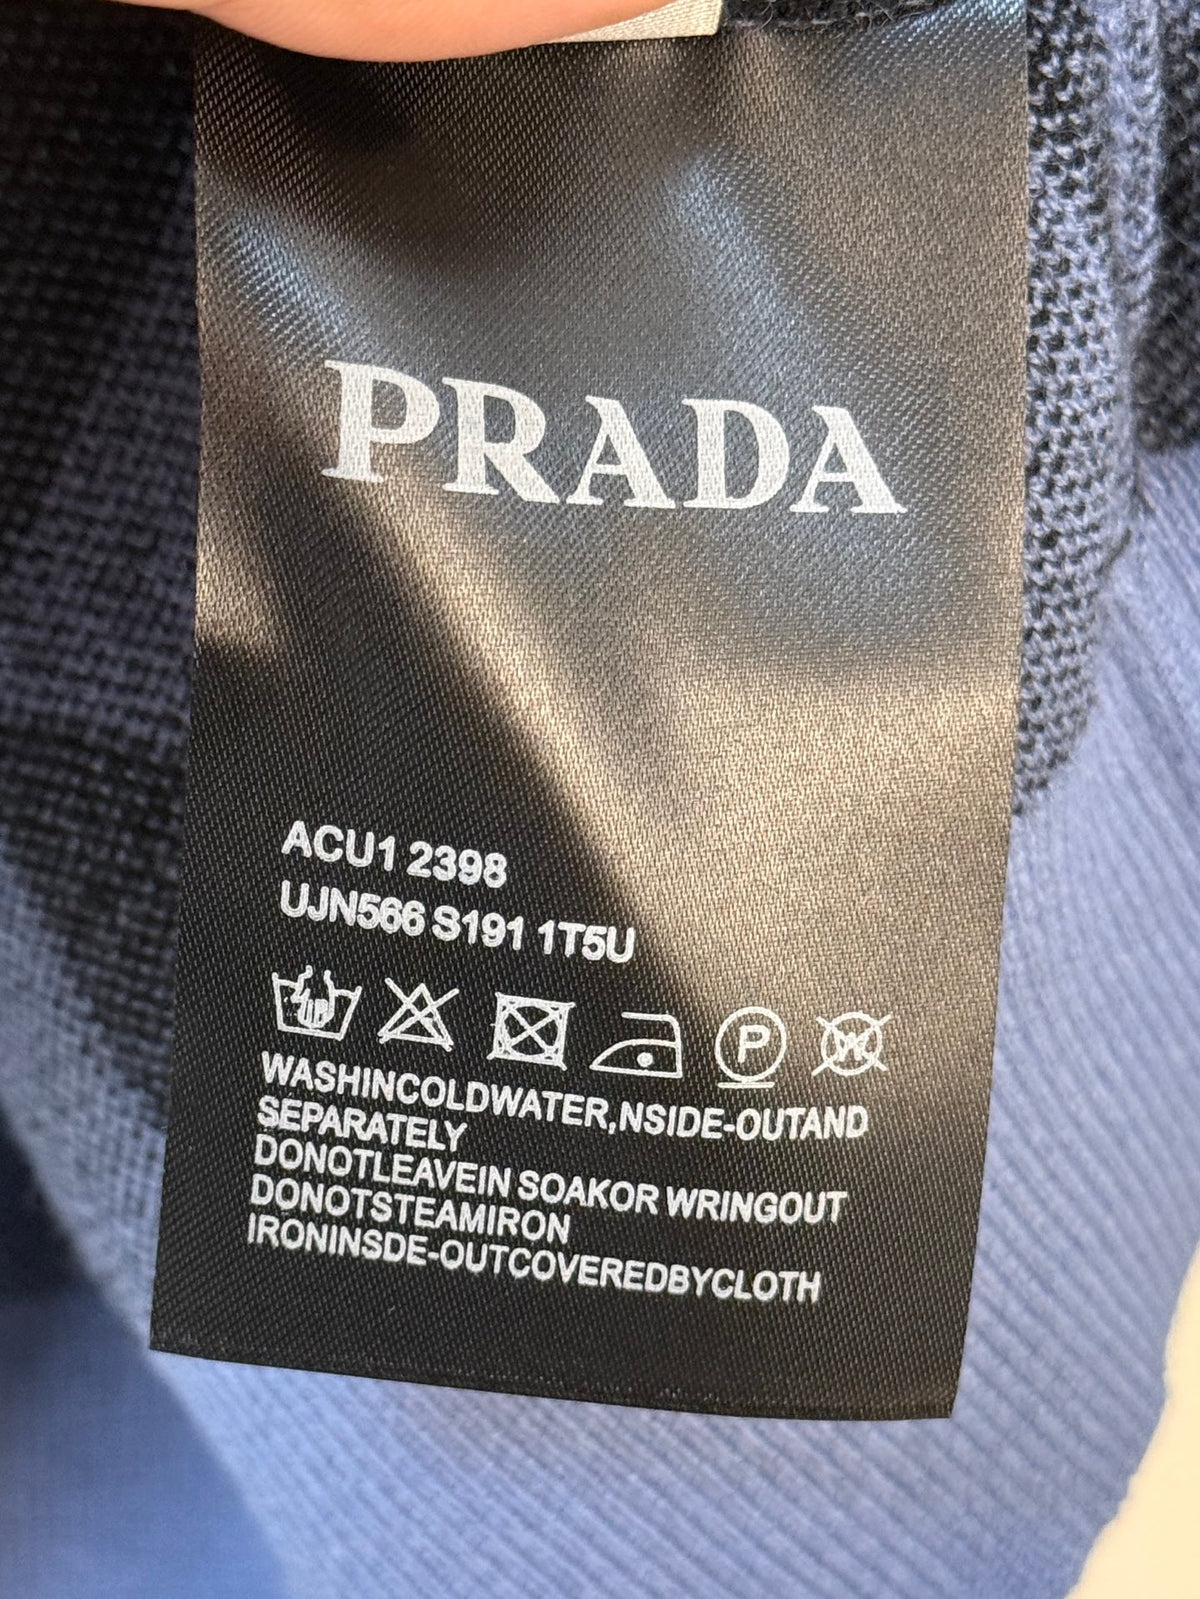 PRADA
ACU1 2398
UJN566 S191 1T5U
P
W
WASHINCOLDWATER,NSIDE-OUTAND
SEPARATELY
DONOTLEAVEIN SOAKOR WRINGOUT
DONOTSTEAMIRON
IRONINSDE-OUTCOVEREDBYCLOTH